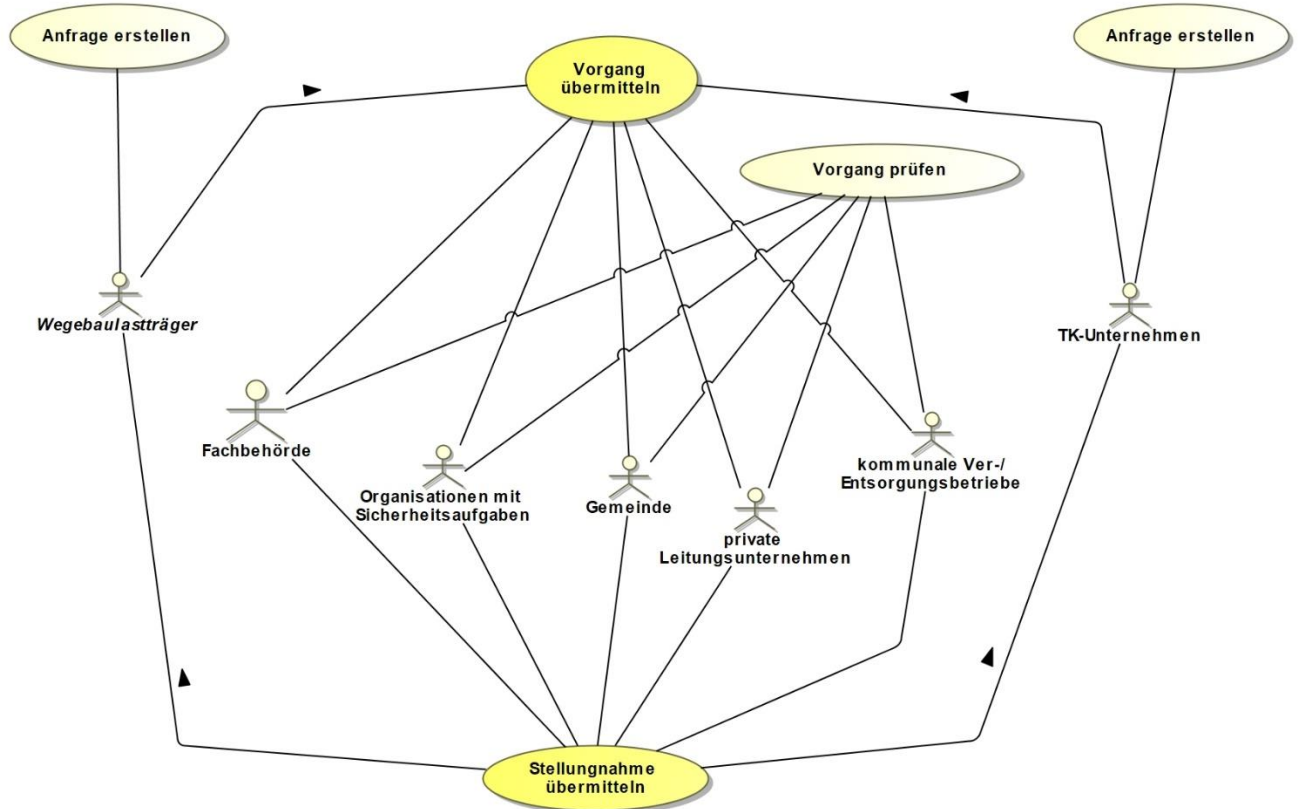 Anfrage erstellen
Anfrage erstellen
Vorgang
übermitteln
Vorgang prüfen
Wegebaulastträger
TK-Unternehmen
Fachbehörde
kommunale Ver-/
Entsorgungsbetriebe
Organisationen mit
Sicherheitsaufgaben
Gemeinde
private
Leitungsunternehmen
Stellungnahme
übermitteln